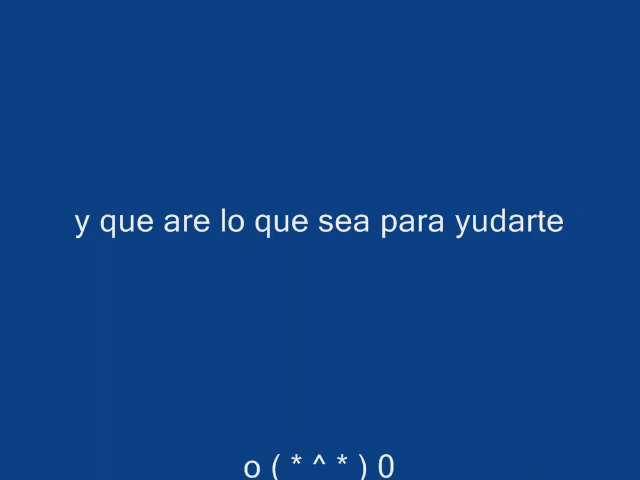 y que are lo que sea para yudarte
o ( * ^ * ) 0